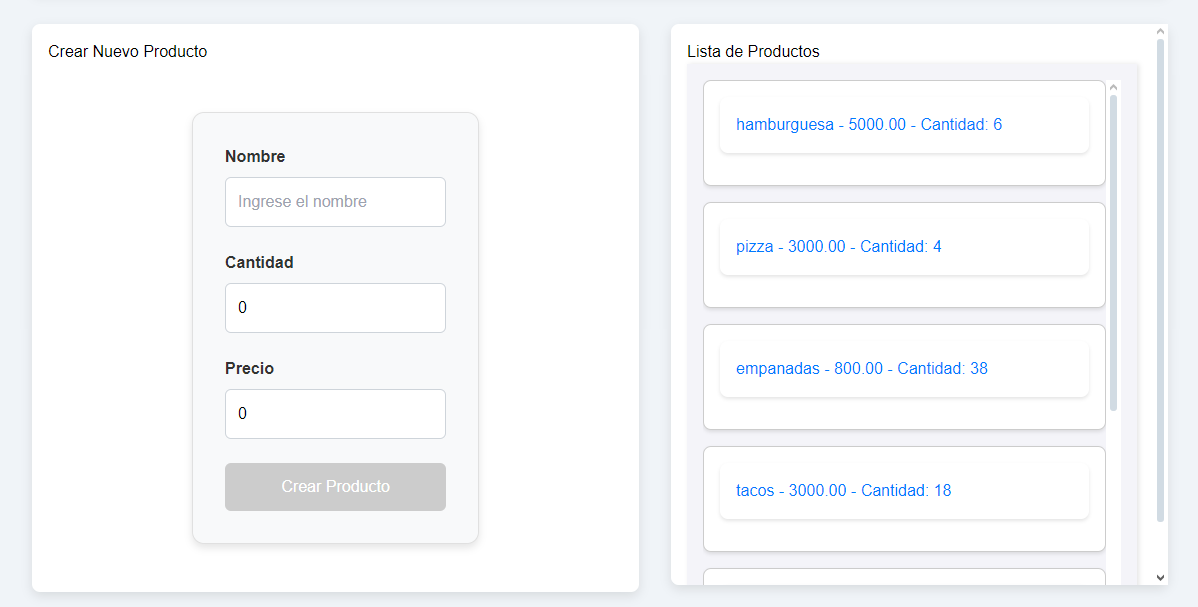 Crear Nuevo Producto
Nombre
Ingrese el nombre
Cantidad
0
Precio
0
Crear Producto
Lista de Productos
hamburguesa - 5000.00 - Cantidad: 6
pizza - 3000.00 - Cantidad: 4
empanadas - 800.00 - Cantidad: 38
tacos - 3000.00 - Cantidad: 18